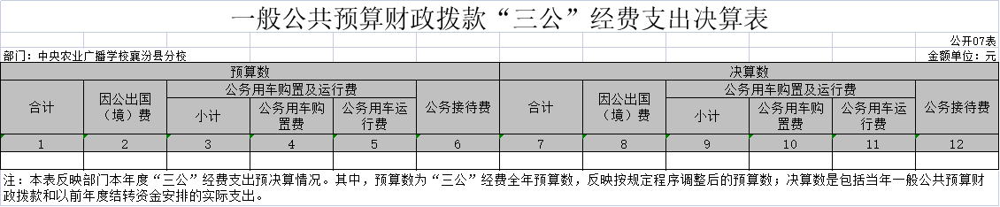 一般公共预算财政拨款“三公”经费支出决算表
公开07表
部门：中央农业广播学校襄汾县分校 金额单位：元
预算数 决算数
合计 因公出国（境）费 公务用车购置及运行费 公务接待费 合计 因公出国（境）费 公务用车购置及运行费 公务接待费
小计 公务用车购置费 公务用车运行费 小计 公务用车购置费 公务用车运行费
1 2 3 4 5 6 7 8 9 10 11 12
注：本表反映部门本年度“三公”经费支出预决算情况。其中，预算数为“三公”经费全年预算数，反映按规定程序调整后的预算数；决算数是包括当年一般公共预算财
政拨款和以前年度结转资金安排的实际支出。